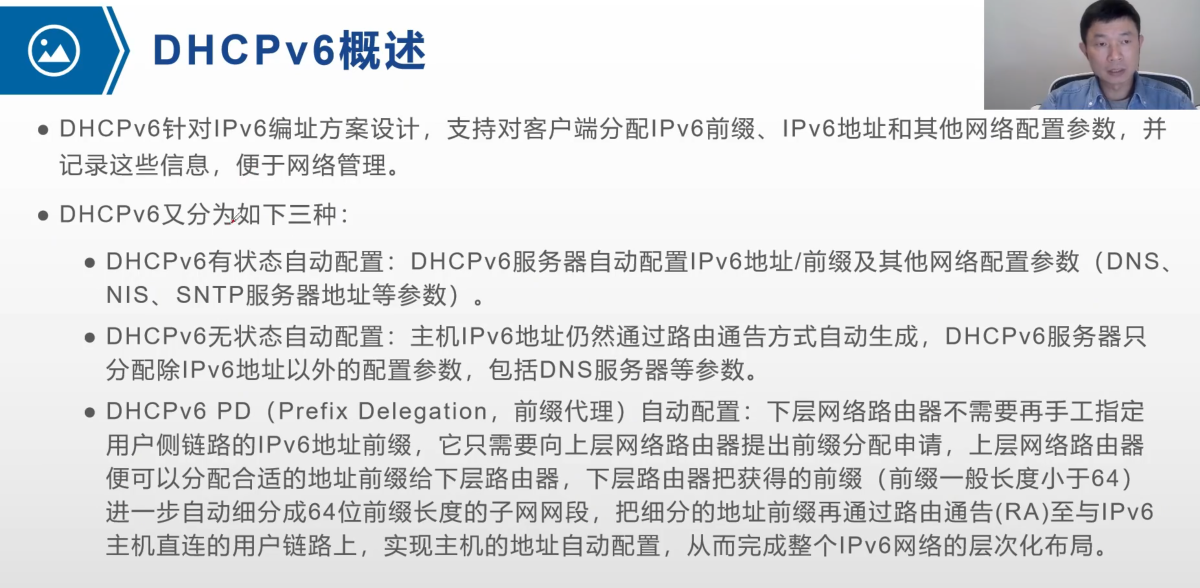 DHCPv6概述
DHCPv6针对IPv6编址方案设计，支持对客户端分配IPv6前缀、IPv6地址和其他网络配置参数，并
记录这些信息，便于网络管理。
DHCPv6又分为如下三种：
DHCPv6有状态自动配置：DHCPv6服务器自动配置IPv6地址/前缀及其他网络配置参数（DNS、
NIS、SNTP服务器地址等参数）。
DHCPv6无状态自动配置：主机IPv6地址仍然通过路由通告方式自动生成，DHCPv6服务器只
分配除IPv6地址以外的配置参数，包括DNS服务器等参数。
DHCPv6 PD（Prefix Delegation，前缀代理）自动配置：下层网络路由器不需要再手工指定
用户侧链路的IPv6地址前缀，它只需要向上层网络路由器提出前缀分配申请，上层网络路由器
便可以分配合适的地址前缀给下层路由器，下层路由器把获得的前缀（前缀一般长度小于64）
进一步自动细分成64位前缀长度的子网网段，把细分的地址前缀再通过路由通告(RA)至与IPv6
主机直连的用户链路上，实现主机的地址自动配置，从而完成整个IPv6网络的层次化布局。